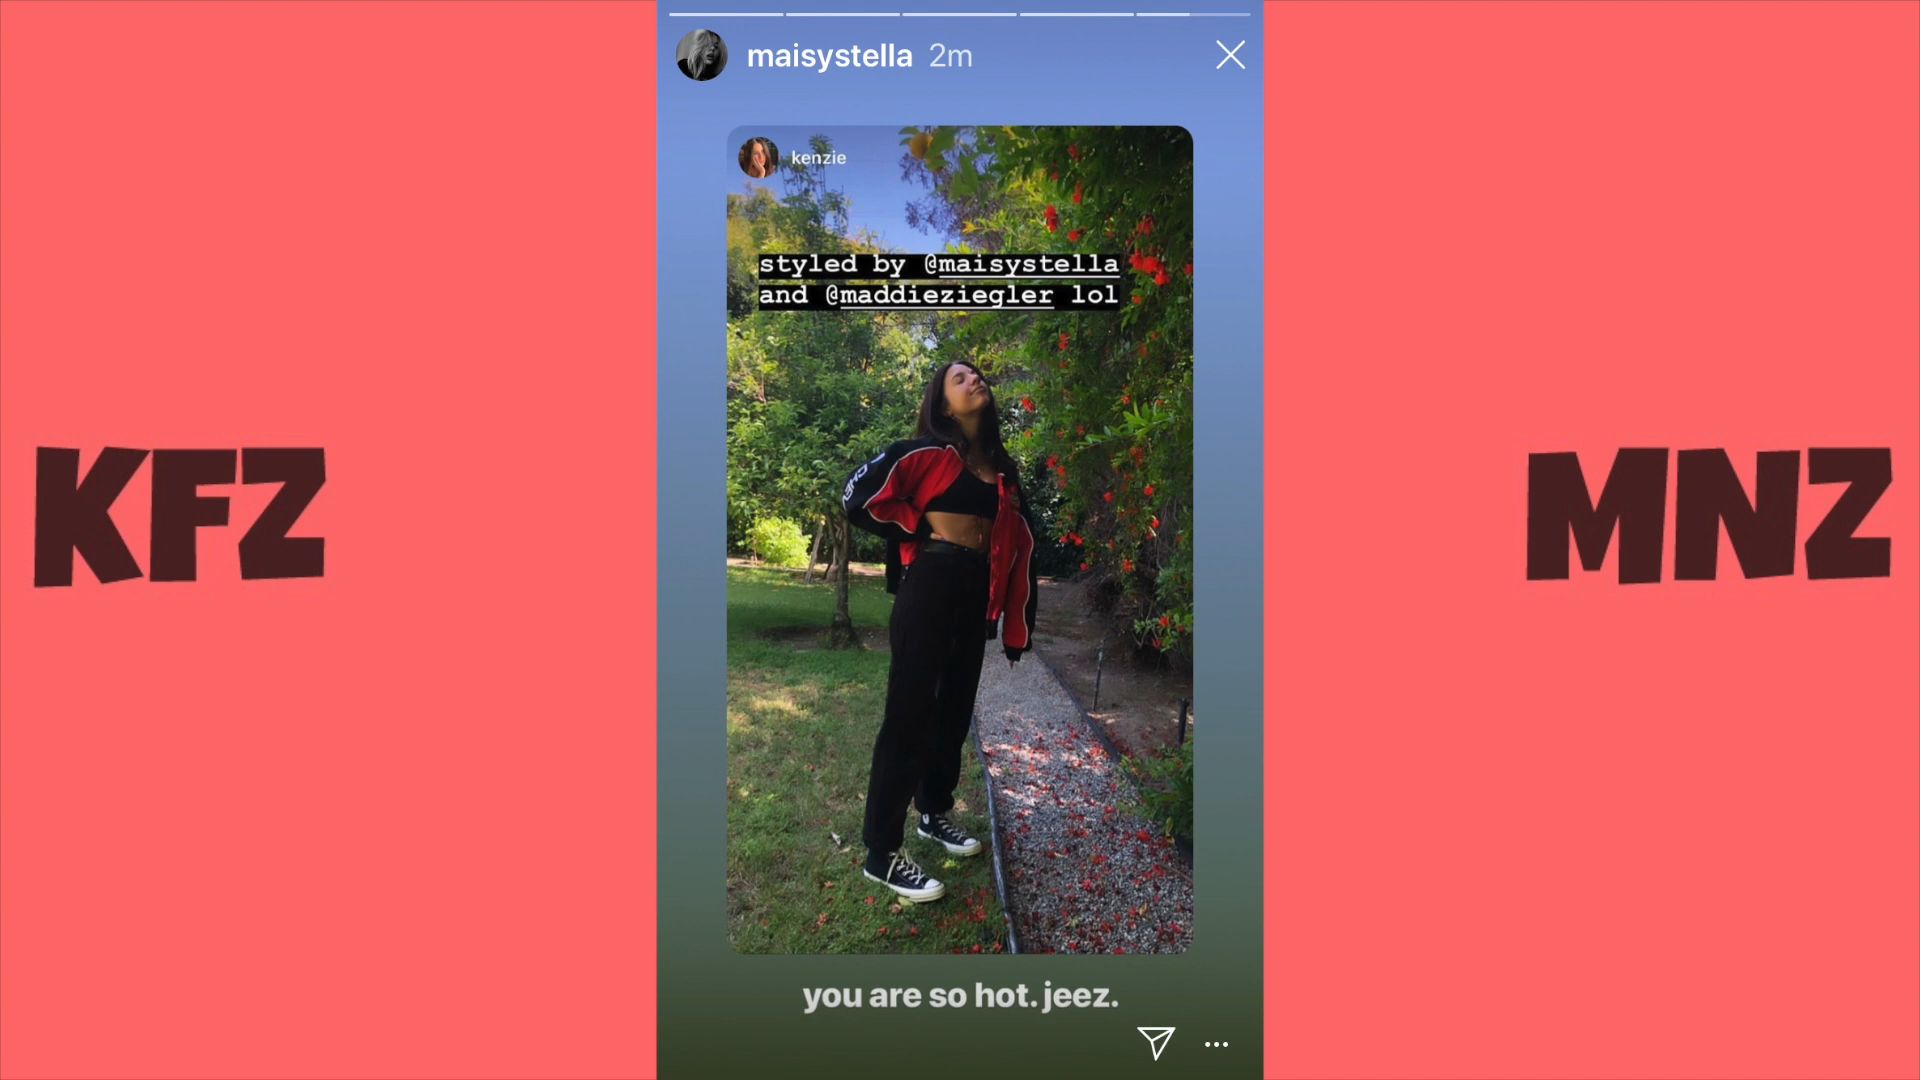 maisystella 2m
kenzie
styled by @maisystella
and @maddieziegler lol
KFZ
MNZ
you are so hot. jeez.